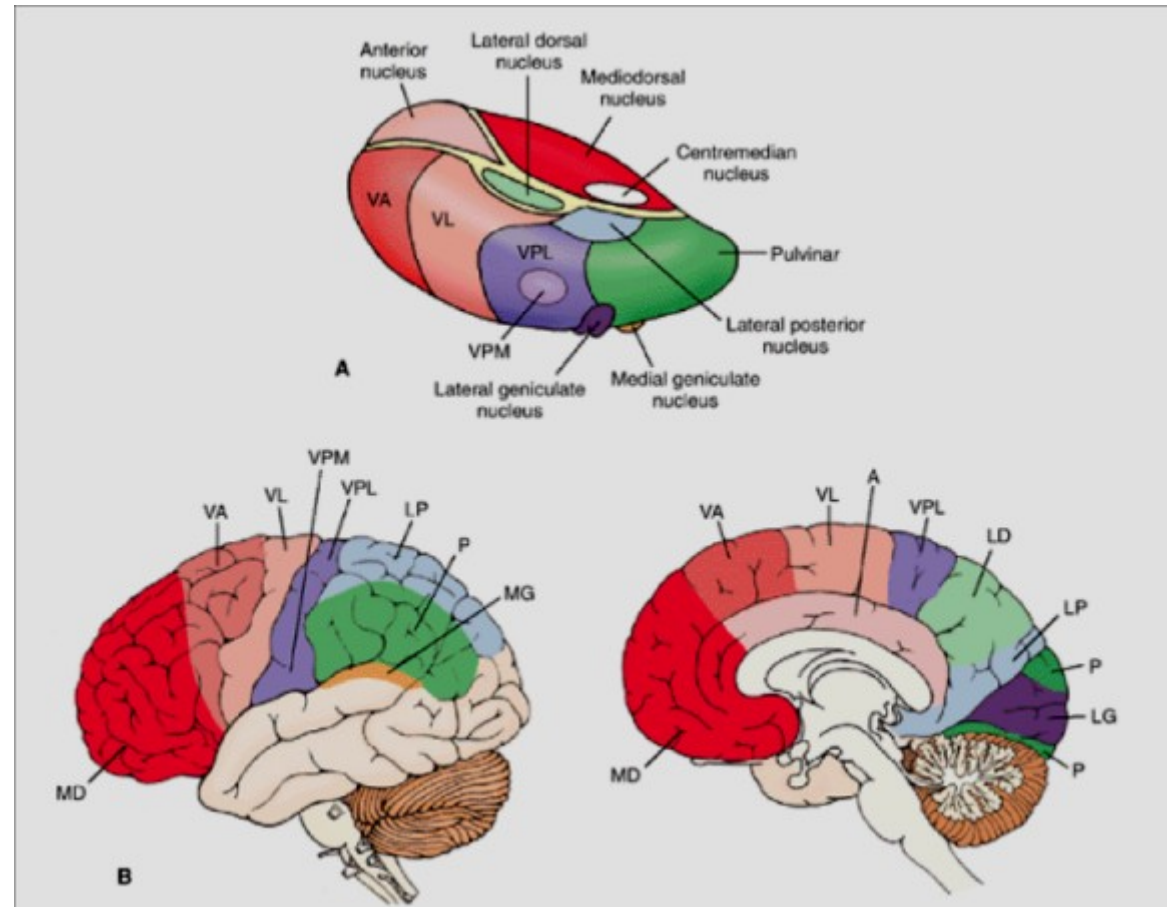 Anterior
nucleus
Lateral dorsal
nucleus
Mediodorsal
nucleus
Centremedian
nucleus
VA
VL
VPL
Pulvinar
Lateral posterior
nucleus
VPM
A
Lateral geniculate
nucleus
Medial geniculate
nucleus
VPM
VL
VPL
VA
LP
P
MG
MD
B
A
VL
VA
VPL
LD
LP
P
LG
P
MD